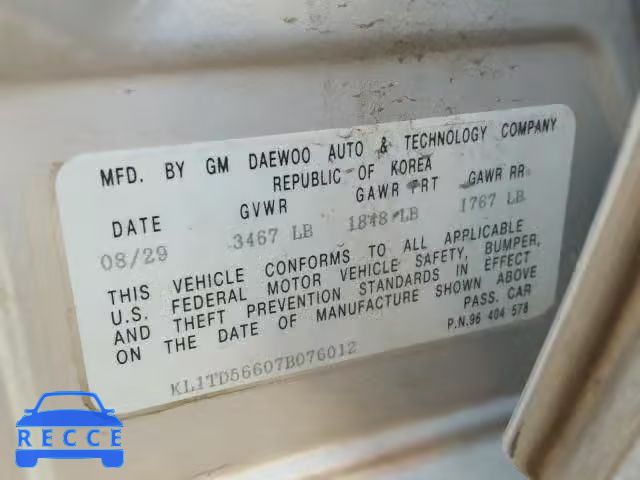 MFD. BY GM DAEWOO AUTO & TECHNOLOGY COMPANY
REPUBLIC OF KOREA
DATE GVWR GAWR FRT GAWR RR
08/29 3467 LB 1848 LB 1767 LB
THIS VEHICLE CONFORMS TO ALL APPLICABLE
U.S. FEDERAL MOTOR VEHICLE SAFETY, BUMPER,
AND THEFT PREVENTION STANDARDS IN EFFECT
ON THE DATE OF MANUFACTURE SHOWN ABOVE
PASS. CAR
P.N.96 404 578
KL1TD56607B076012
RECCE